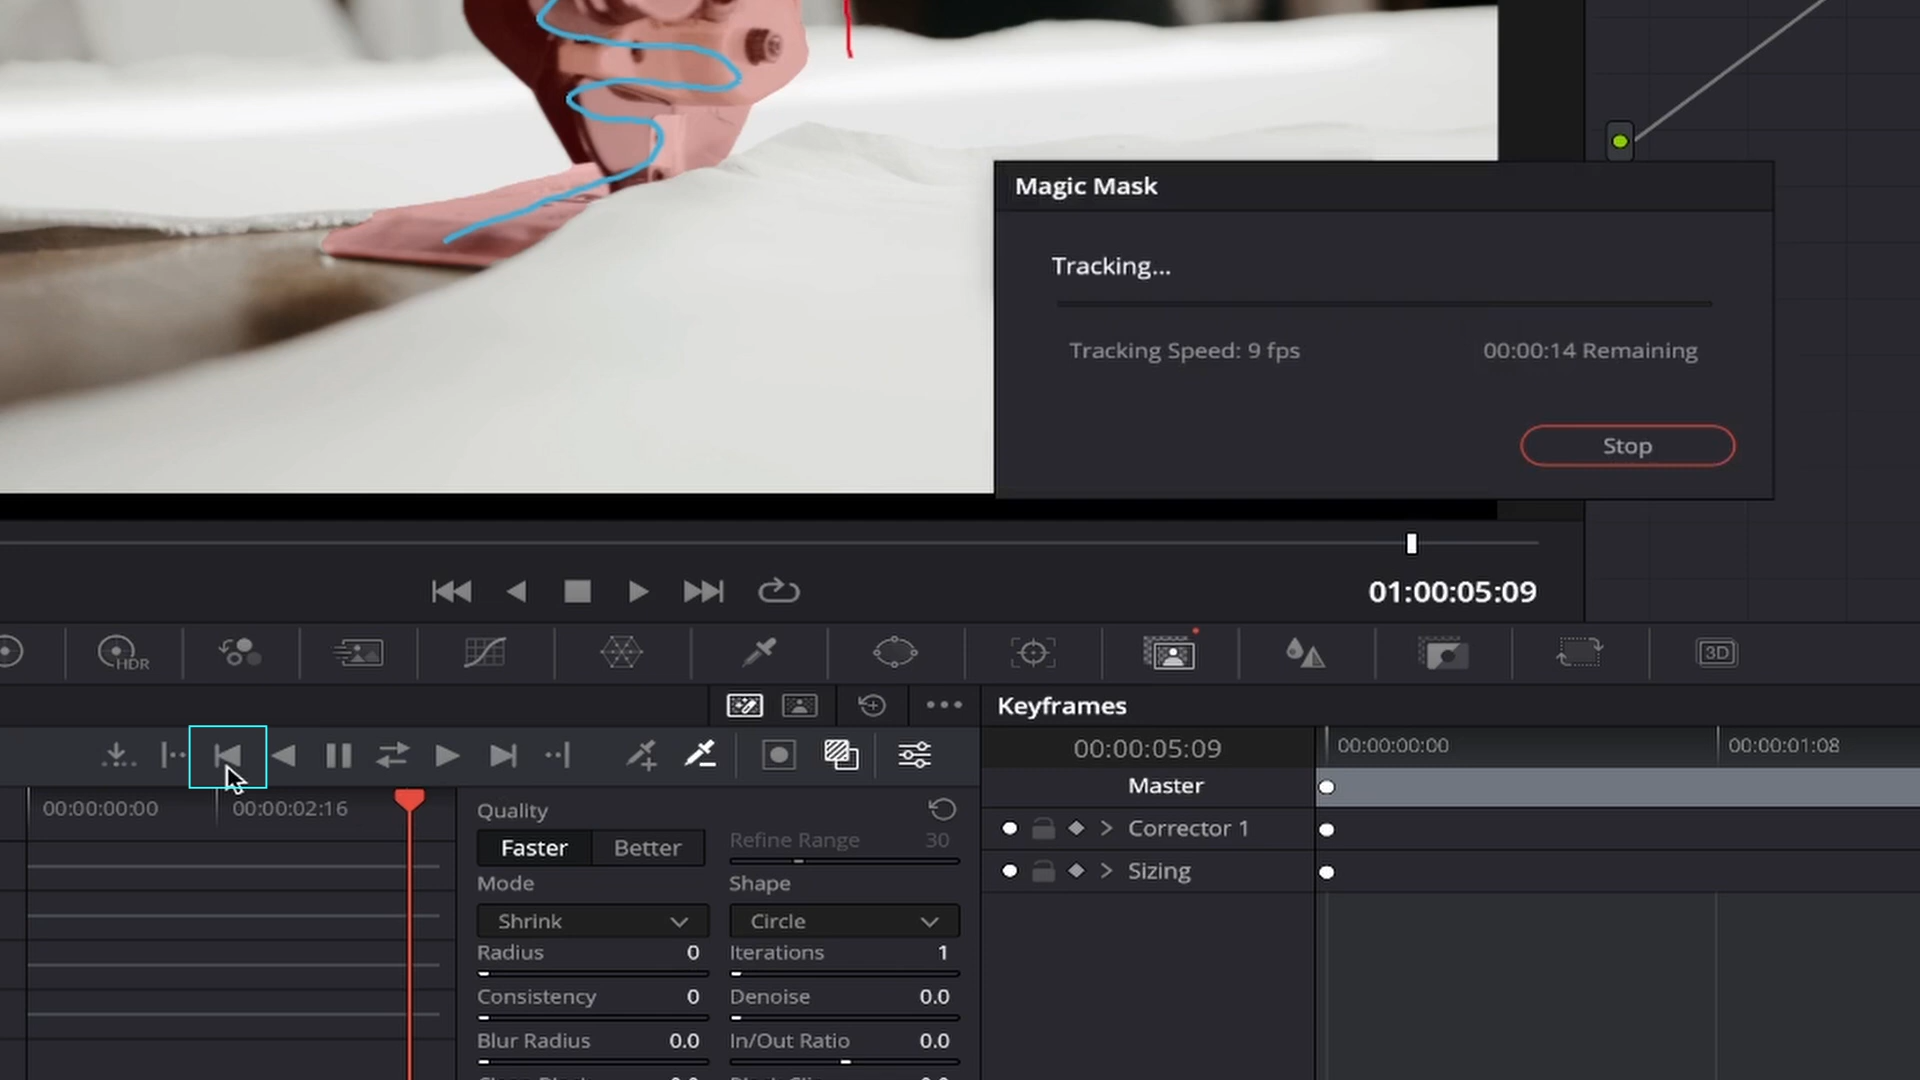 Magic Mask
Tracking...
Tracking Speed: 9 fps
00:00:14 Remaining
Stop
01:00:05:09
HDR
3D
Keyframes
00:00:05:09
00:00:00:00
00:00:01:08
Master
Corrector 1
Sizing
00:00:00:00
00:00:02:16
Quality
Faster
Better
Refine Range
30
Mode
Shape
Shrink
Circle
Radius
0
Iterations
1
Consistency
0
Denoise
0.0
Blur Radius
0.0
In/Out Ratio
0.0